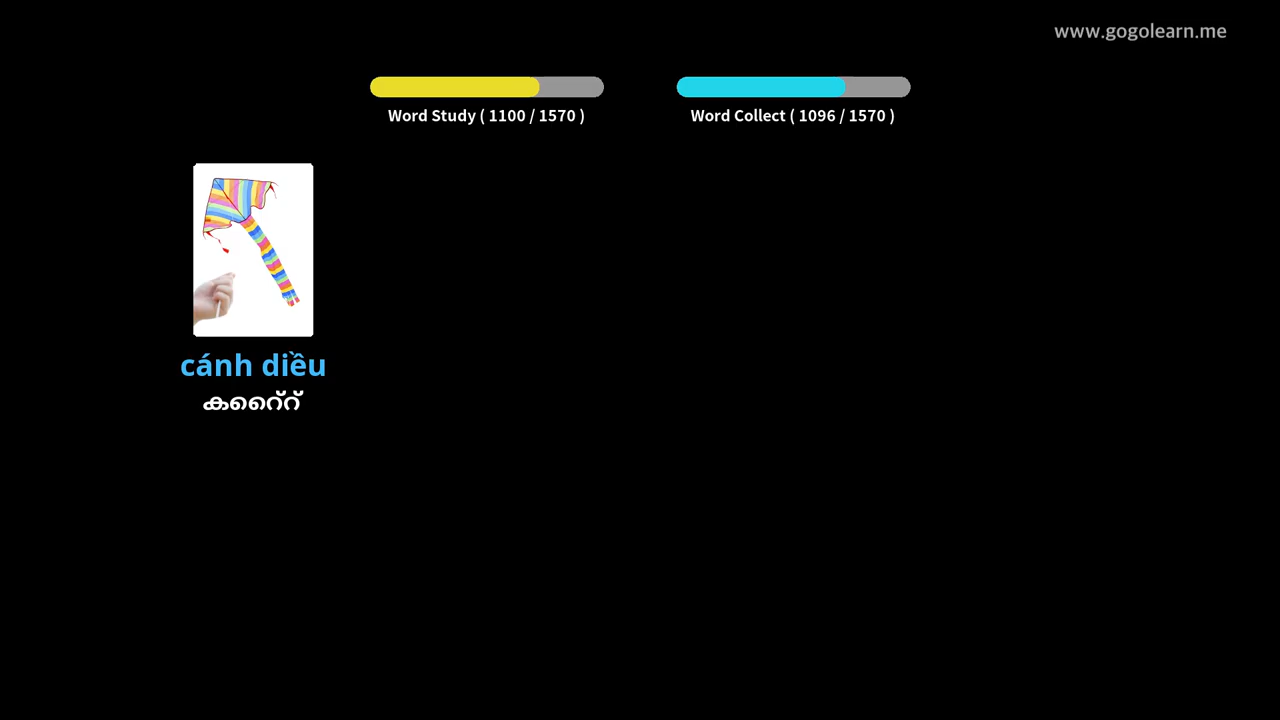 www.gogolearn.me
Word Study ( 1100 / 1570 )
Word Collect ( 1096 / 1570 )
cánh diều
കൈറ്റ്